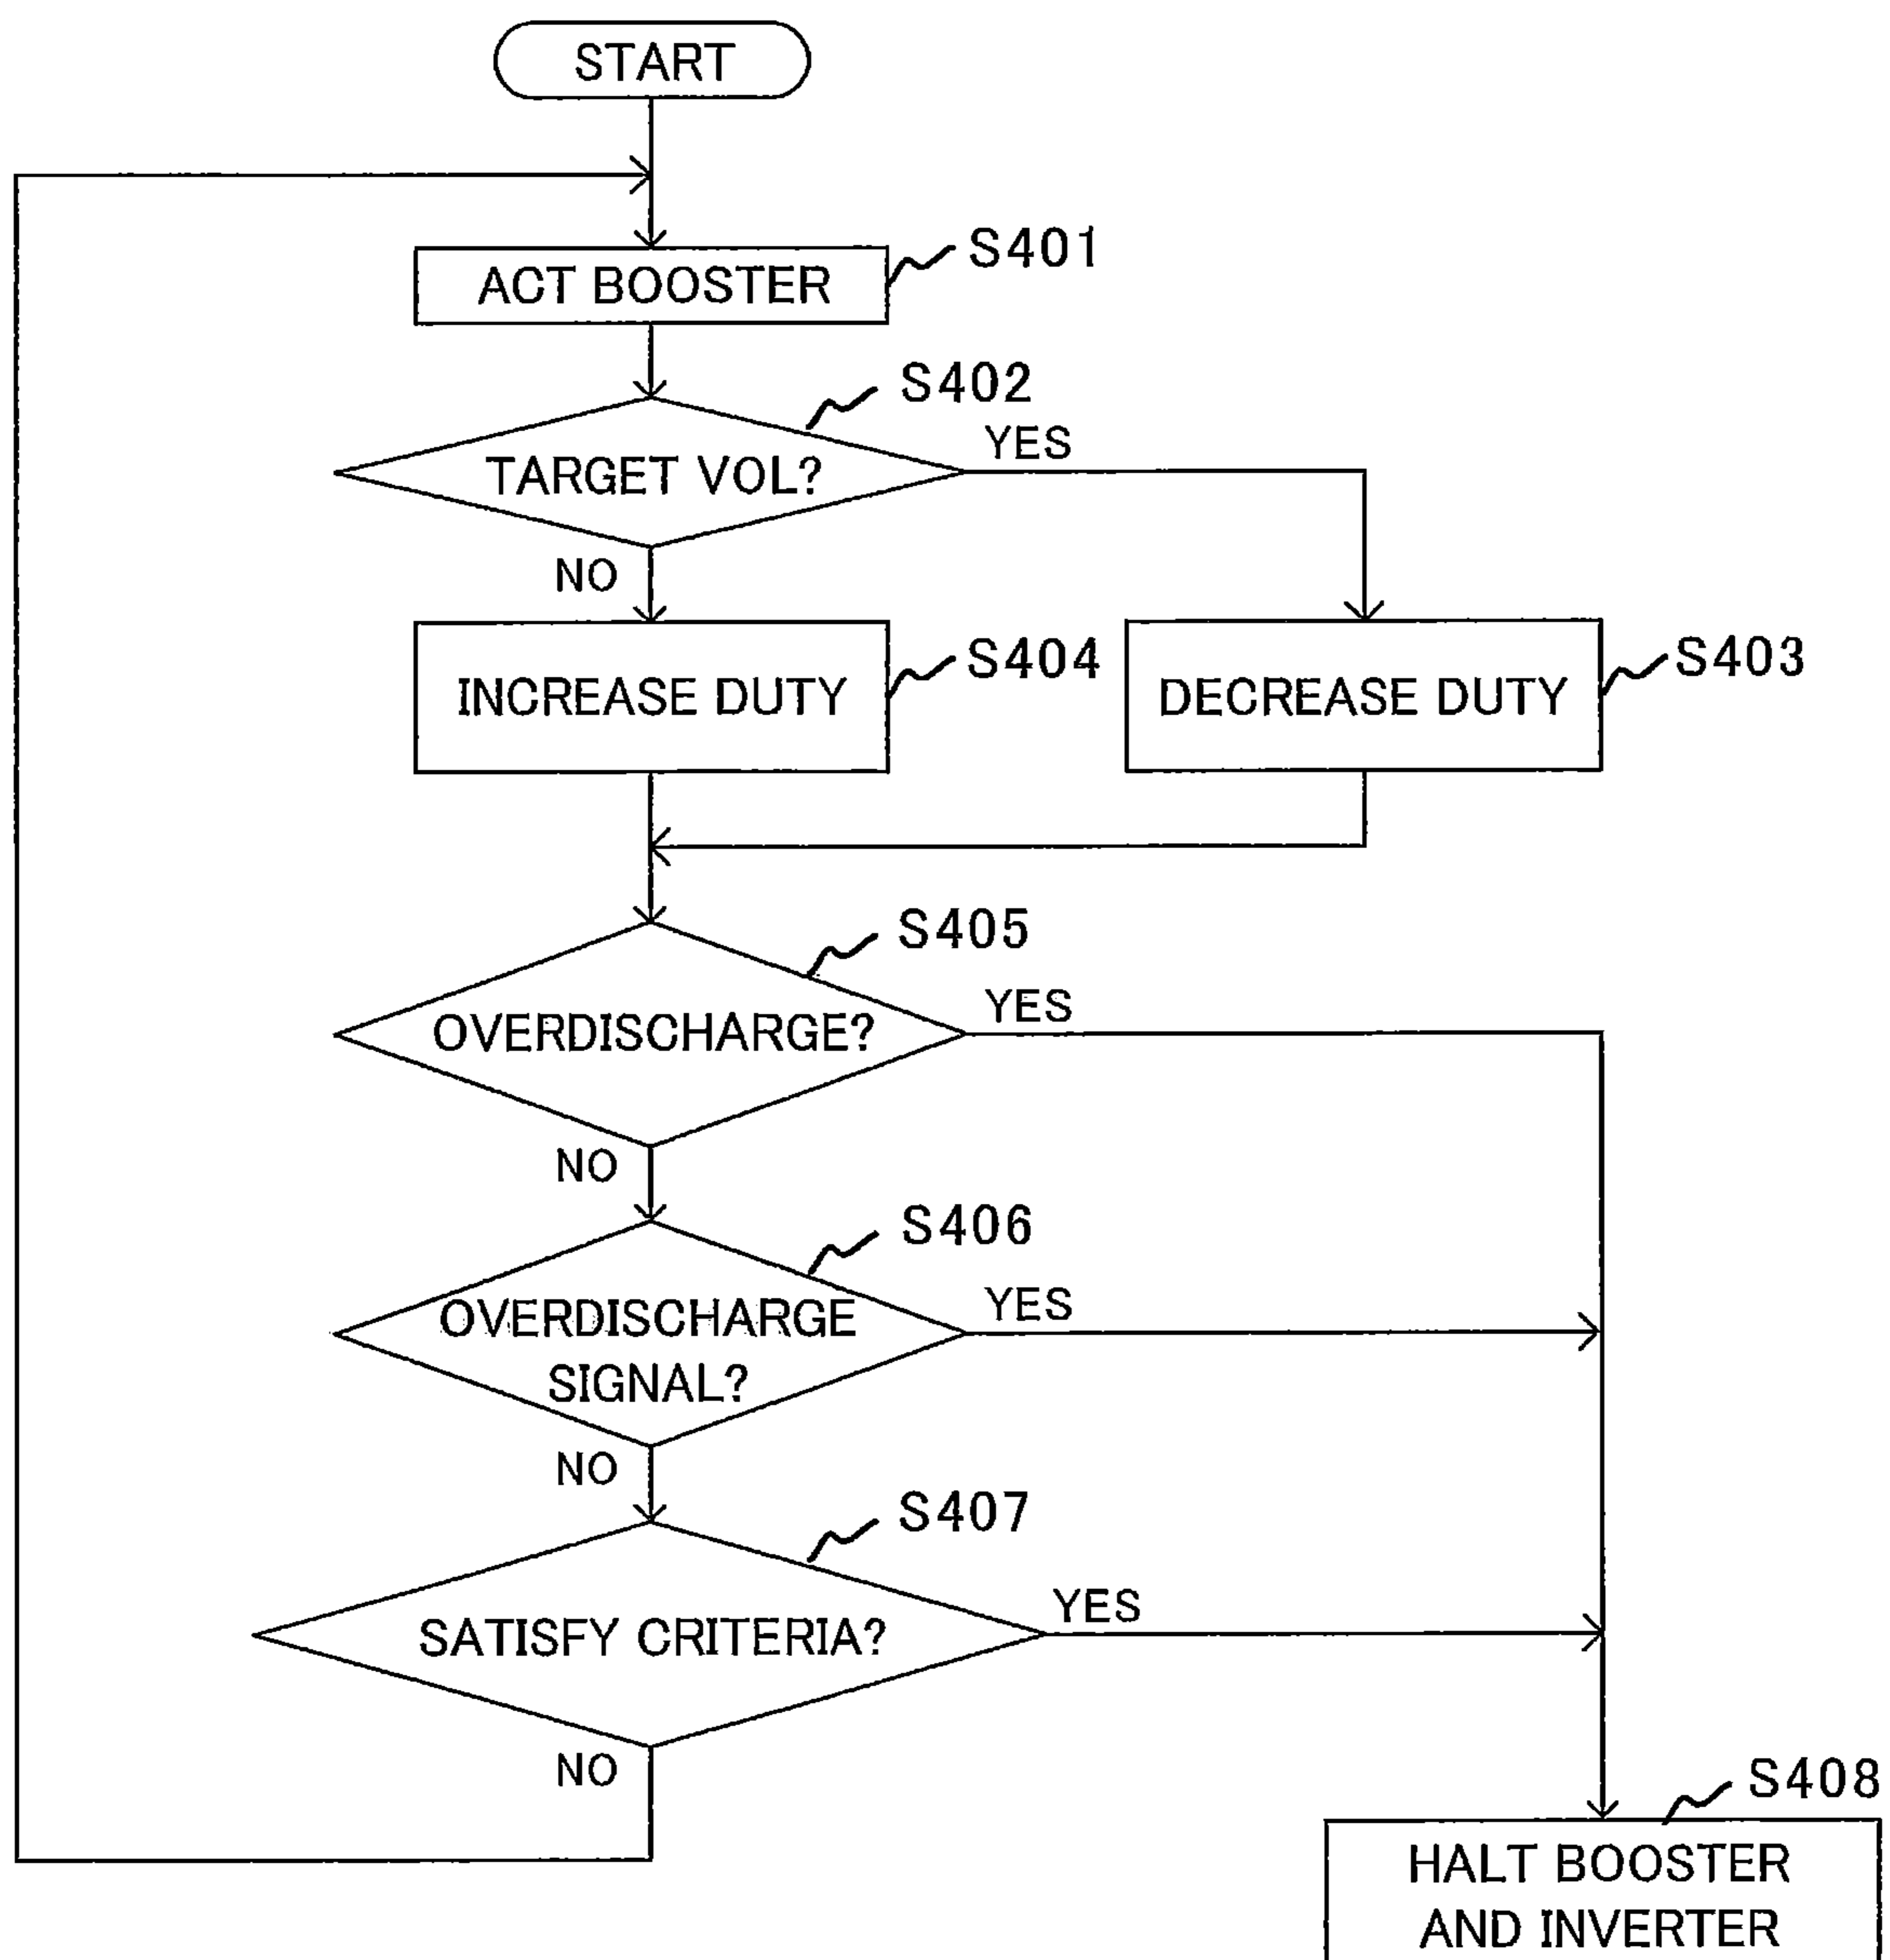 START
ACT BOOSTER
S401
S402
TARGET VOL?
YES
NO
INCREASE DUTY
S404
DECREASE DUTY
S403
S405
OVERDISCHARGE?
YES
NO
S406
OVERDISCHARGE
SIGNAL?
YES
NO
S407
SATISFY CRITERIA?
YES
NO
S408
HALT BOOSTER
AND INVERTER